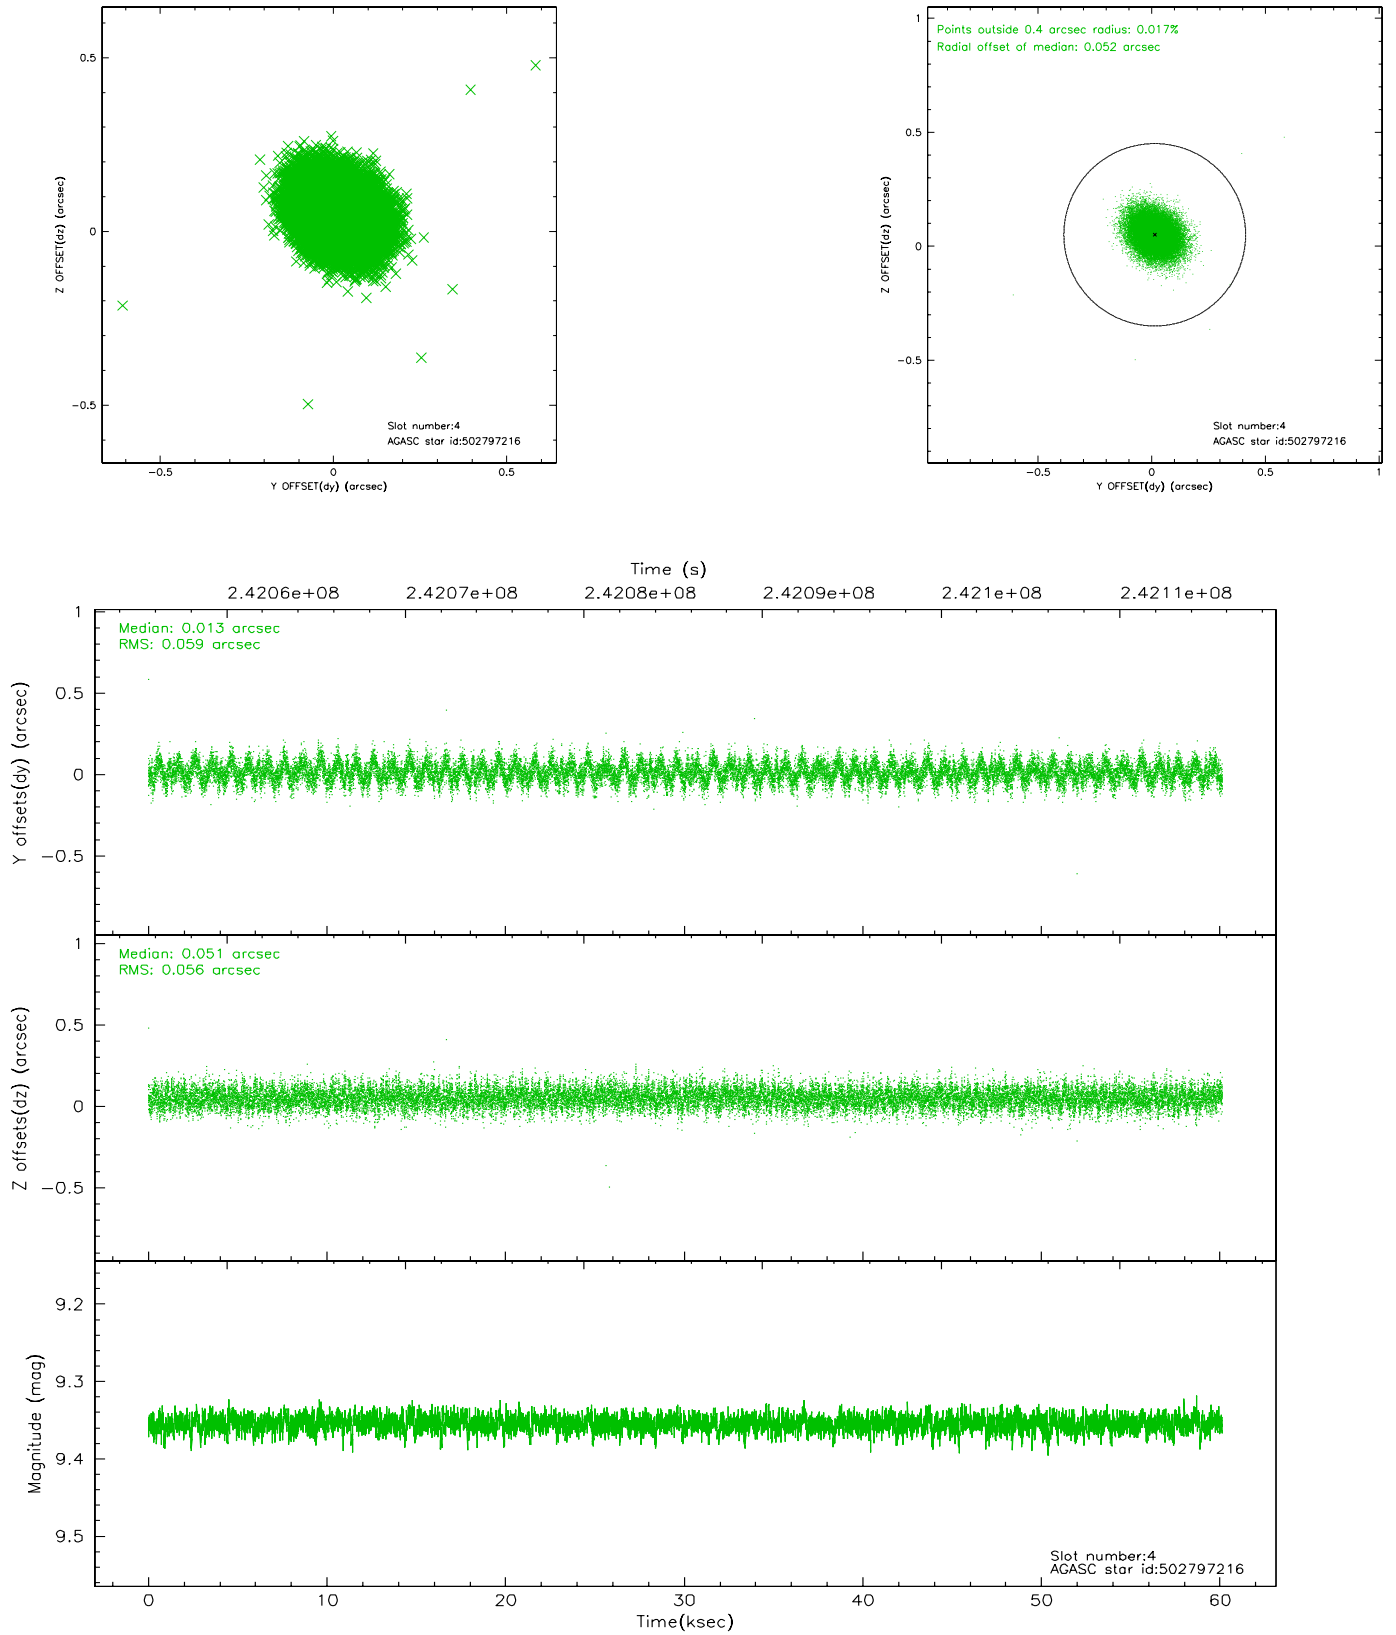 0.5
0
−0.5
Z OFFSET(dz) (arcsec)
Slot number:4
AGASC star id:502797216
−0.5 0 0.5
Y OFFSET(dy) (arcsec)
Points outside 0.4 arcsec radius: 0.017%
Radial offset of median: 0.052 arcsec
1
0.5
0
−0.5
Z OFFSET(dz) (arcsec)
Slot number:4
AGASC star id:502797216
−0.5 0 0.5 1
Y OFFSET(dy) (arcsec)
Time (s)
2.4206e+08 2.4207e+08 2.4208e+08 2.4209e+08 2.421e+08 2.4211e+08
Median: 0.013 arcsec
RMS: 0.059 arcsec
1
0.5
0
−0.5
Y offsets(dy) (arcsec)
Median: 0.051 arcsec
RMS: 0.056 arcsec
1
0.5
0
−0.5
Z offsets(dz) (arcsec)
9.2
9.3
9.4
9.5
Magnitude (mag)
Slot number:4
AGASC star id:502797216
0 10 20 30 40 50 60
Time(ksec)